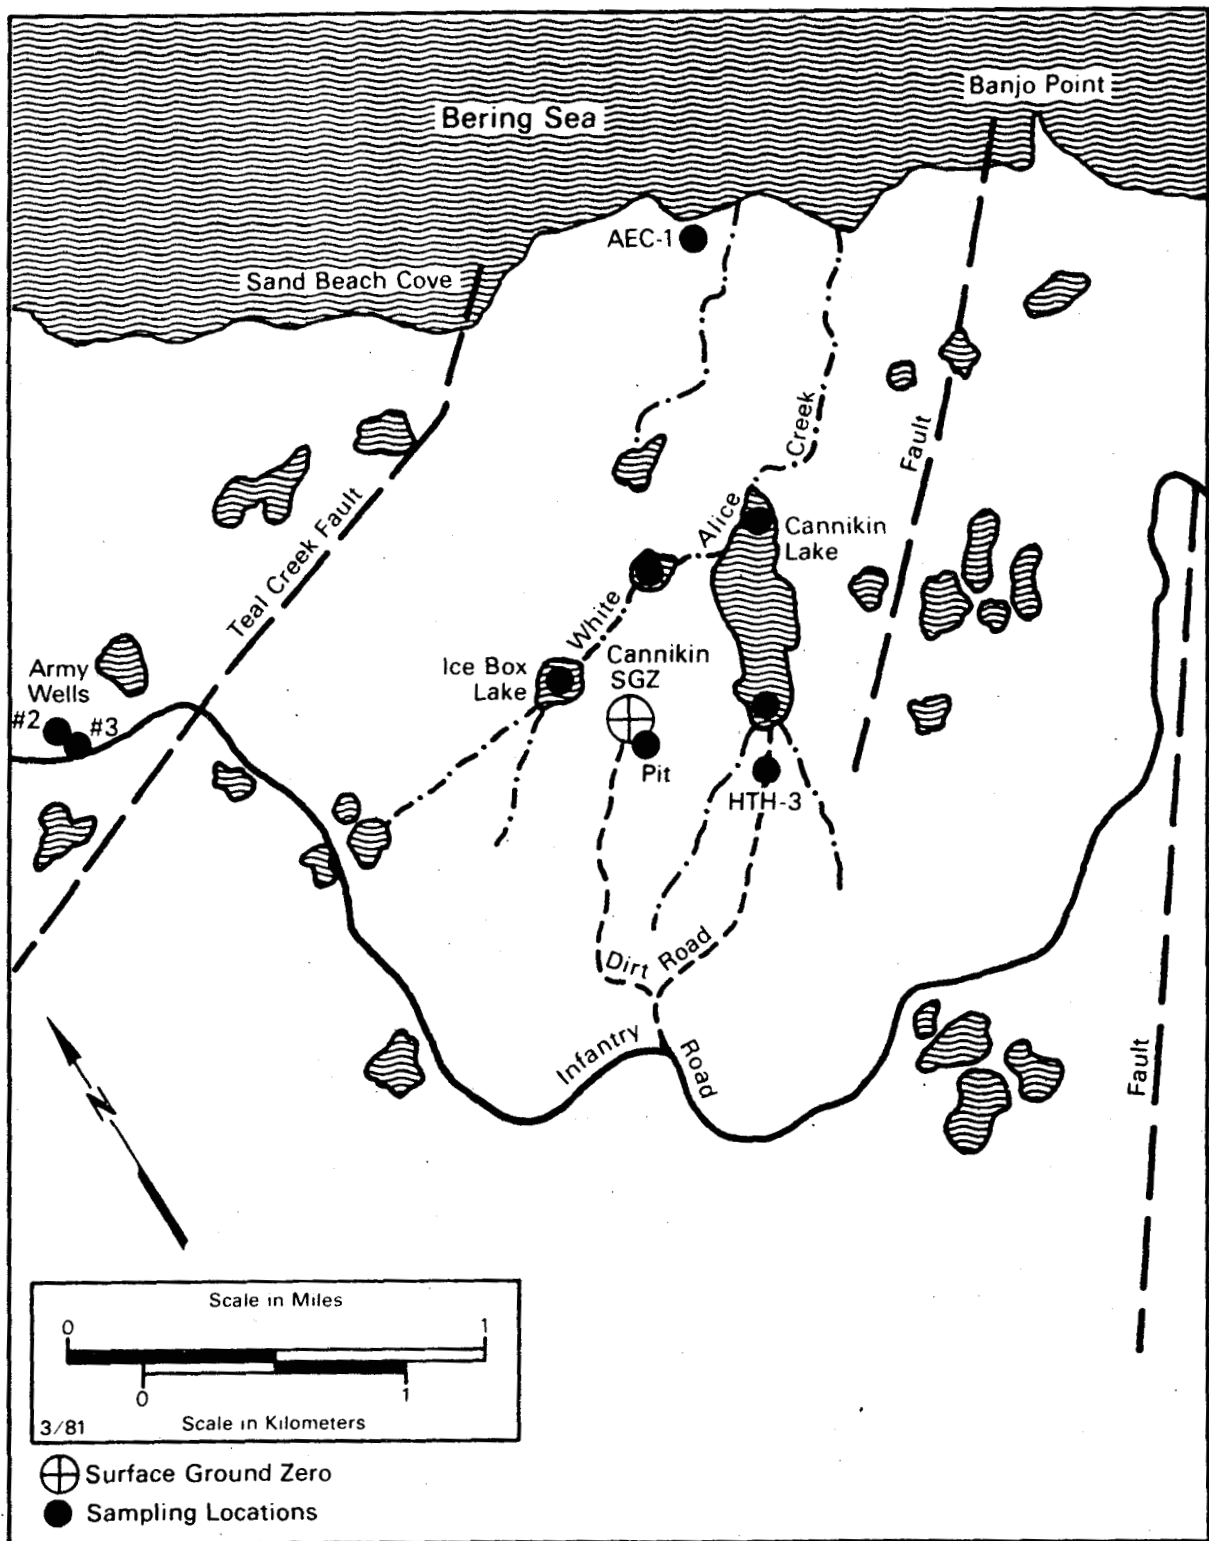 Banjo Point
Bering Sea
AEC-1
Sand Beach Cove
Creek
Fault
Alice
Cannikin
Lake
Teal Creek Fault
White
Cannikin
SGZ
Ice Box
Lake
Army
Wells
#2
#3
Pit
HTH-3
Dirt Road
Infantry
Road
Fault
N
Scale in Miles
0
1
0
1
3/81
Scale in Kilometers
Surface Ground Zero
Sampling Locations